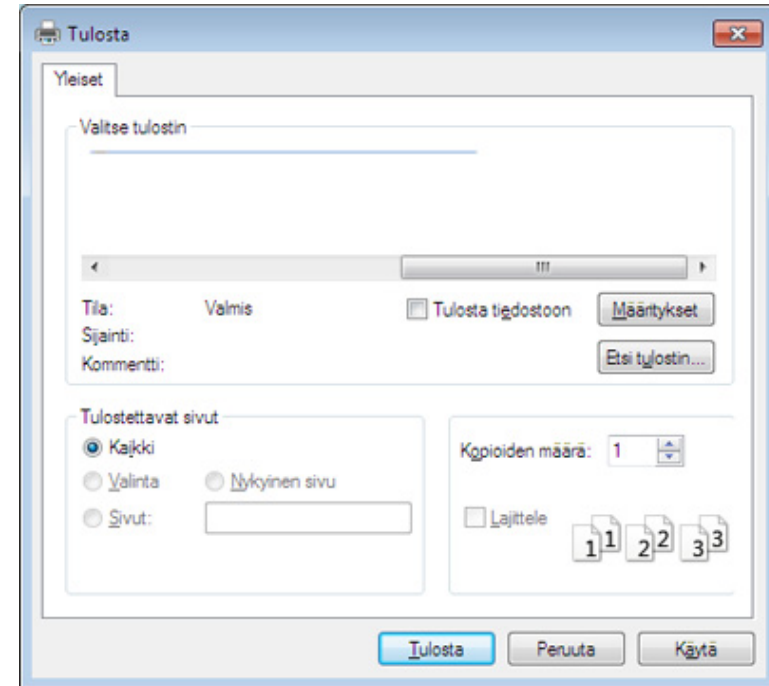 Tulosta
Yleiset
Valitse tulostin
Tila: Valmis Tulosta tiedostoon Määritykset
Sijainti:
Kommentti: Etsi tulostin...
Tulostettavat sivut
Kaikki Kopioiden määrä: 1
Valinta Nykyinen sivu
Sivut: Lajittele
1 1 2 2 3 3
Tulosta Peruuta Käytä